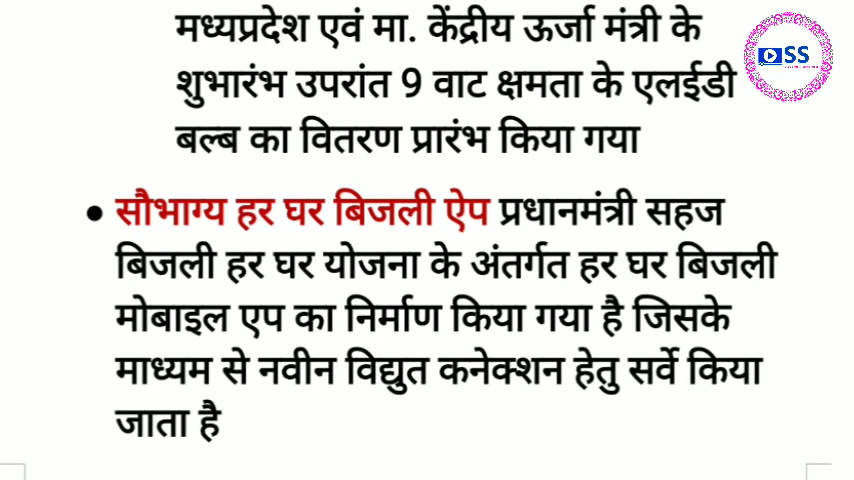 मध्यप्रदेश एवं मा. केंद्रीय ऊर्जा मंत्री के
शुभारंभ उपरांत 9 वाट क्षमता के एलईडी
बल्ब का वितरण प्रारंभ किया गया
• सौभाग्य हर घर बिजली ऐप प्रधानमंत्री सहज
बिजली हर घर योजना के अंतर्गत हर घर बिजली
मोबाइल एप का निर्माण किया गया है जिसके
माध्यम से नवीन विद्युत कनेक्शन हेतु सर्वे किया
जाता है
SS